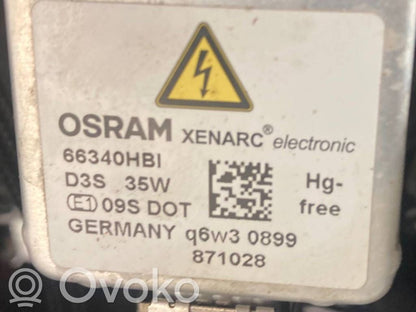 OSRAM XENARC® electronic
66340HBI
D3S 35W
Hg-
free
E1 09S DOT
GERMANY q6w3 0899
871028
Ovoko